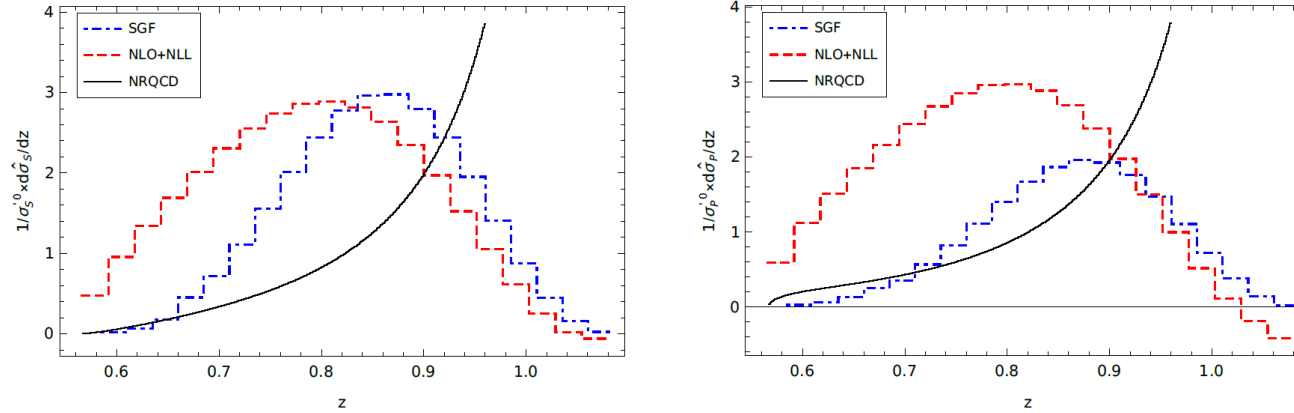 4
3
2
1
0
0.6 0.7 0.8 0.9 1.0
z
1/σ_S^0×dσ̂_S/dz
SGF
NLO+NLL
NRQCD
4
3
2
1
0
0.6 0.7 0.8 0.9 1.0
z
1/σ_P^0×dσ̂_P/dz
SGF
NLO+NLL
NRQCD